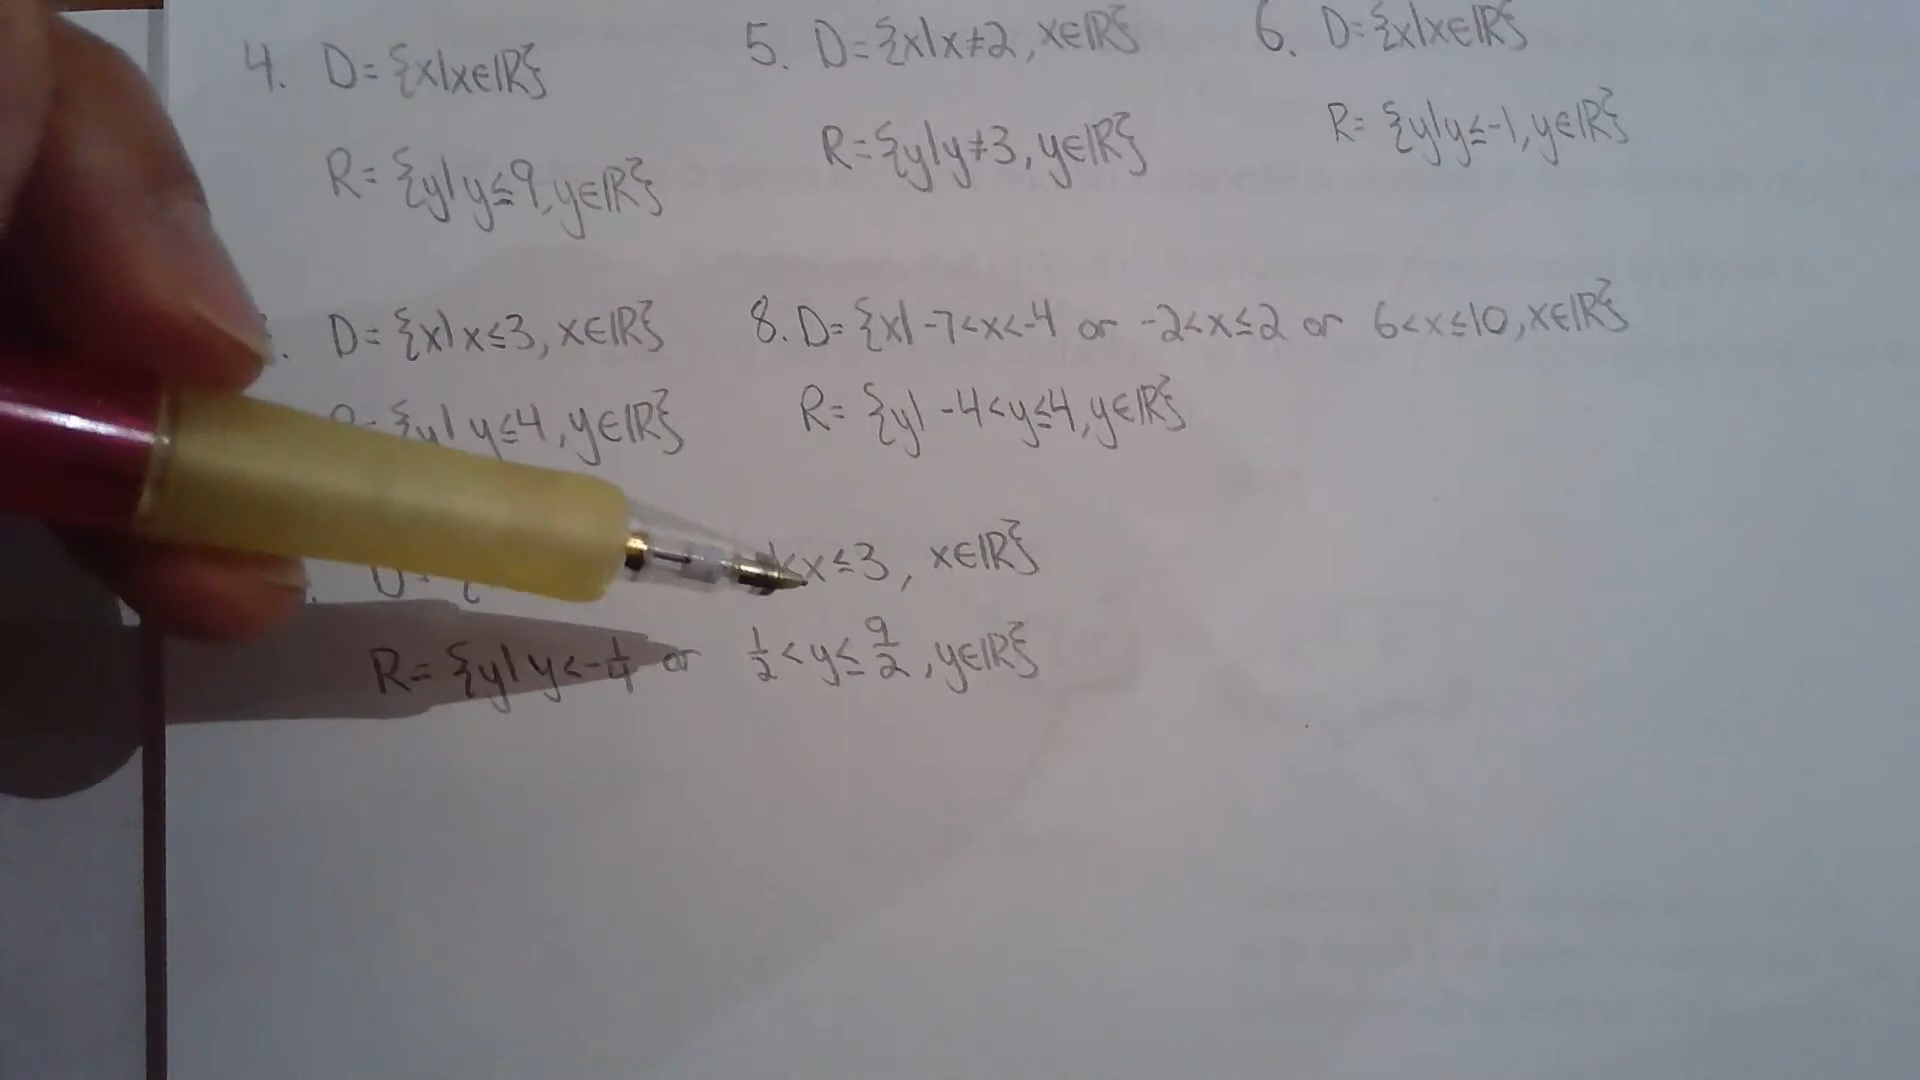 4. D={x|x∈ℝ}
R={y|y≤9,y∈ℝ}
5. D={x|x≠2, x∈ℝ}
R={y|y≠3, y∈ℝ}
6. D={x|x∈ℝ}
R={y|y≤-1, y∈ℝ}
D={x|x≤3, x∈ℝ}
R={y|y≤4, y∈ℝ}
8. D={x|-7<x<-4 or -2<x≤2 or 6<x≤10, x∈ℝ}
R={y|-4<y≤4, y∈ℝ}
D={ <x≤3, x∈ℝ}
R={y|y<- or 1/2<y≤9/2, y∈ℝ}